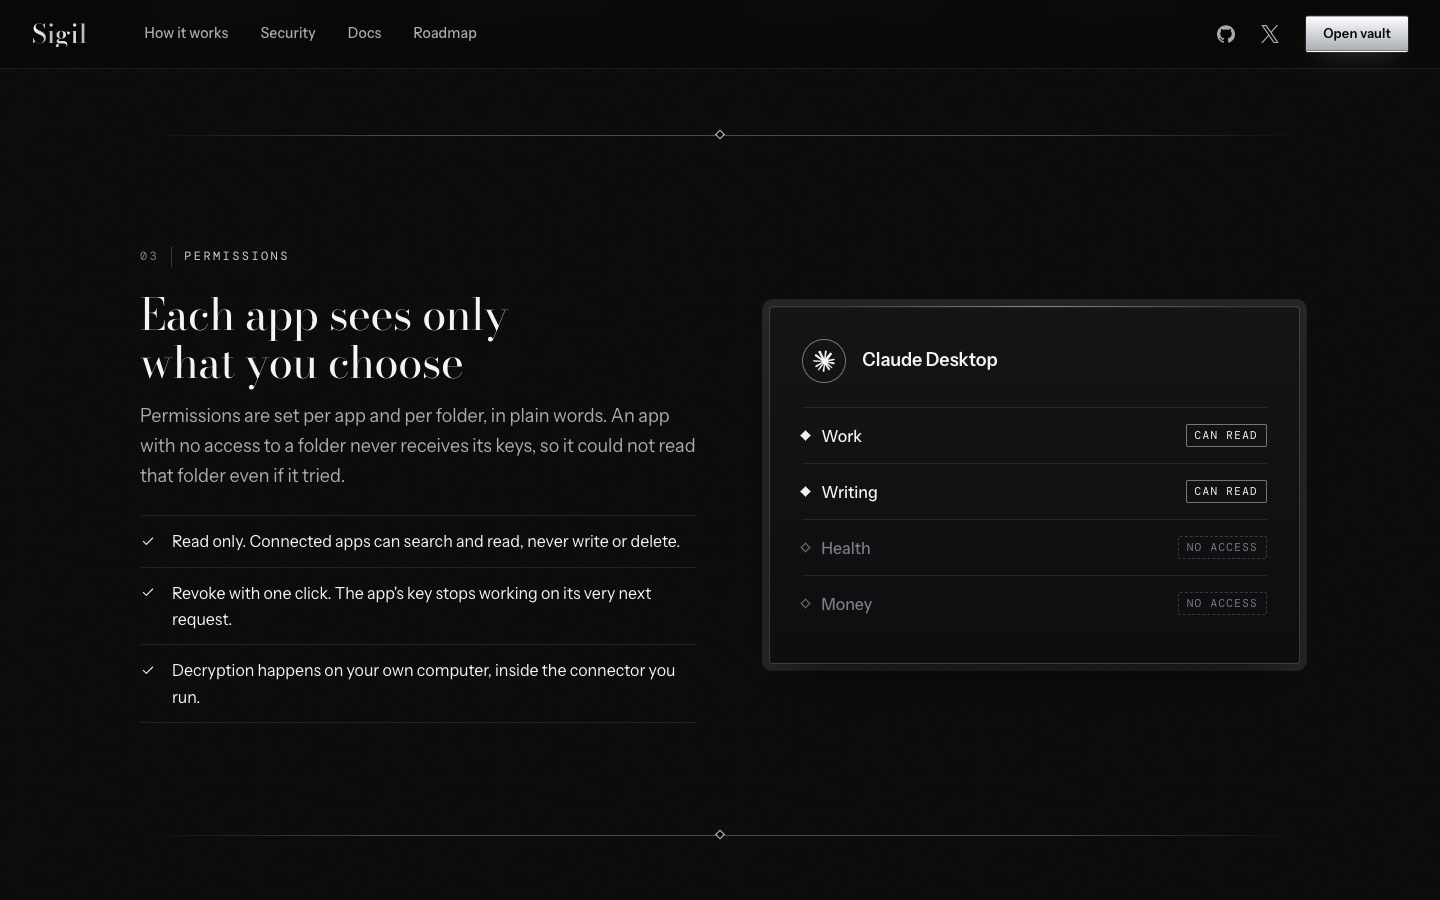 Sigil
How it works
Security
Docs
Roadmap
Open vault
03
PERMISSIONS
Each app sees only
what you choose
Permissions are set per app and per folder, in plain words. An app
with no access to a folder never receives its keys, so it could not read
that folder even if it tried.
Read only. Connected apps can search and read, never write or delete.
Revoke with one click. The app's key stops working on its very next
request.
Decryption happens on your own computer, inside the connector you
run.
Claude Desktop
Work
CAN READ
Writing
CAN READ
Health
NO ACCESS
Money
NO ACCESS